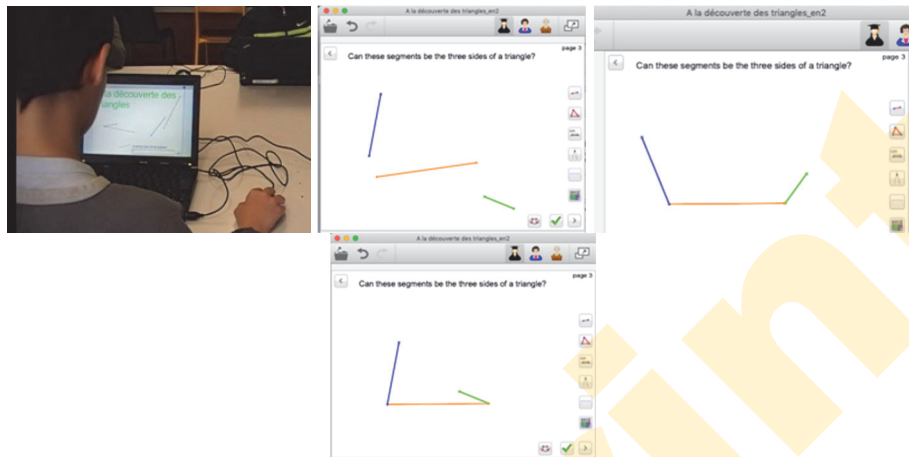 la découverte des
angles
A la découverte des triangles_en2
page 3
Can these segments be the three sides of a triangle?
A la découverte des triangles_en2
page 3
Can these segments be the three sides of a triangle?
A la découverte des triangles_en2
page 3
Can these segments be the three sides of a triangle?